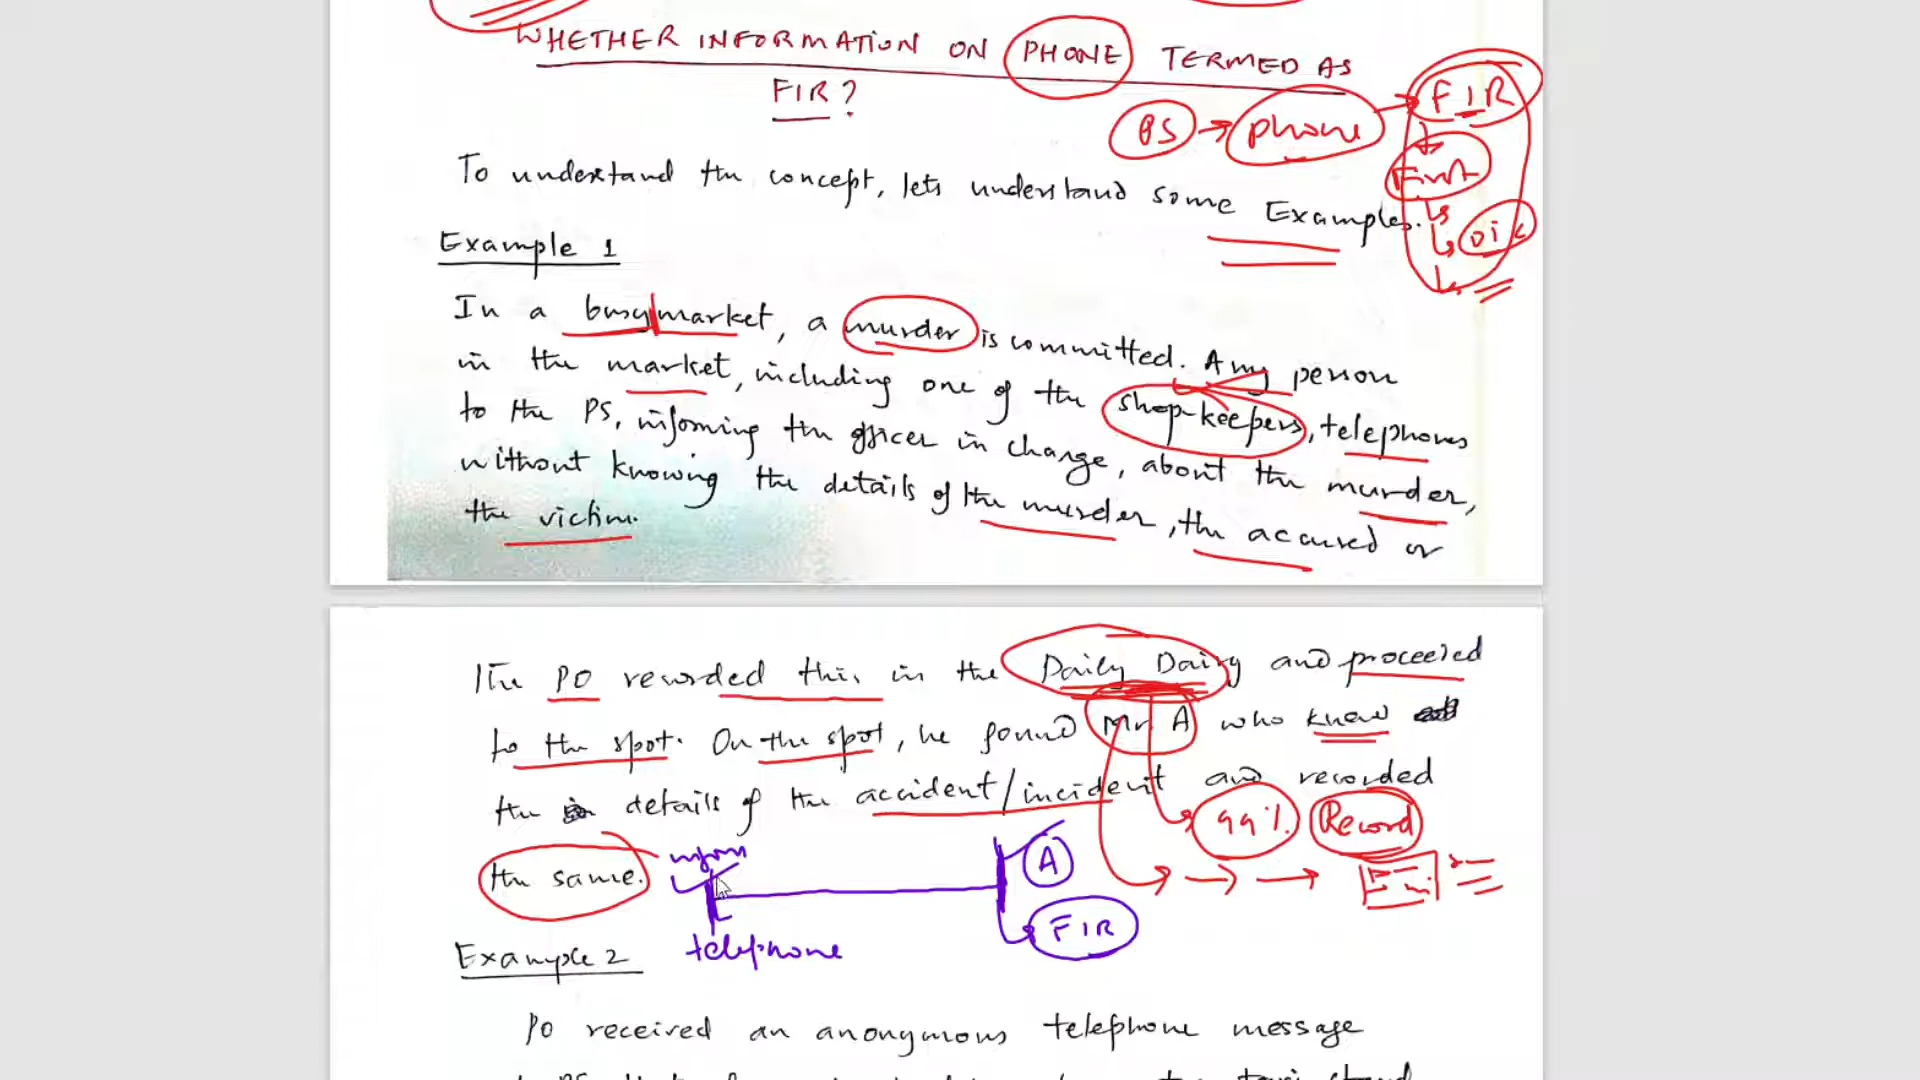 WHETHER INFORMATION ON PHONE TERMED AS
FIR?
PS → phone → FIR
First
OIC
To understand the concept, lets understand some Examples.
Example 1
In a busy market, a murder is committed. Any person
in the market, including one of the shop-keepers, telephones
to the PS, informing the officer in charge, about the murder,
without knowing the details of the murder, the accused or
the victim.
The PO recorded this in the Daily Dairy and proceeded
to the spot. On the spot, he found Mr A who knew
the details of the accident/incident and recorded
the same.
99% Record
inform
A
FIR
telephone
Example 2
PO received an anonymous telephone message